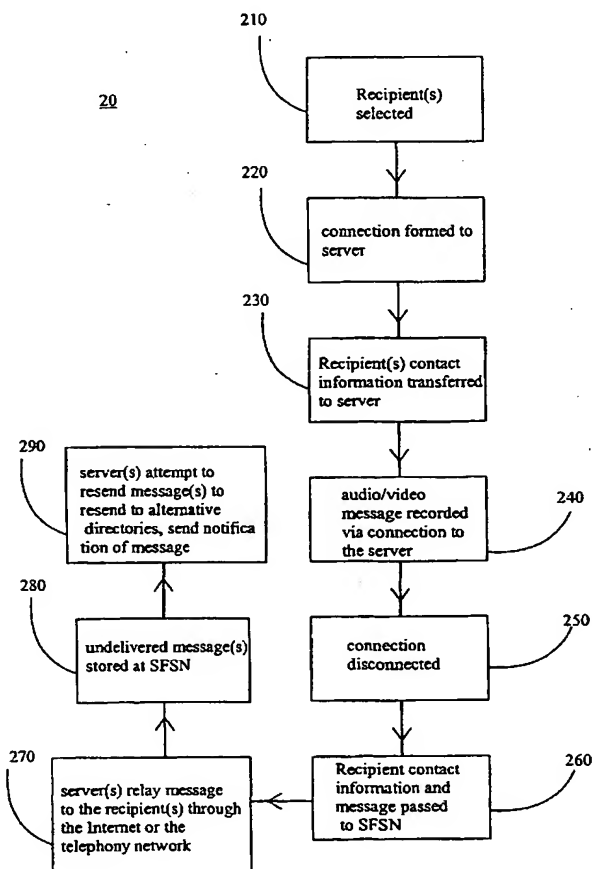 210
20
Recipient(s)
selected
220
connection formed to
server
230
Recipient(s) contact
information transferred
to server
240
audio/video
message recorded
via connection to
the server
250
connection
disconnected
260
Recipient contact
information and
message passed
to SFSN
270
server(s) relay message
to the recipient(s) through
the Internet or the
telephony network
280
undelivered message(s)
stored at SFSN
290
server(s) attempt to
resend message(s) to
resend to alternative
directories, send notifica
tion of message